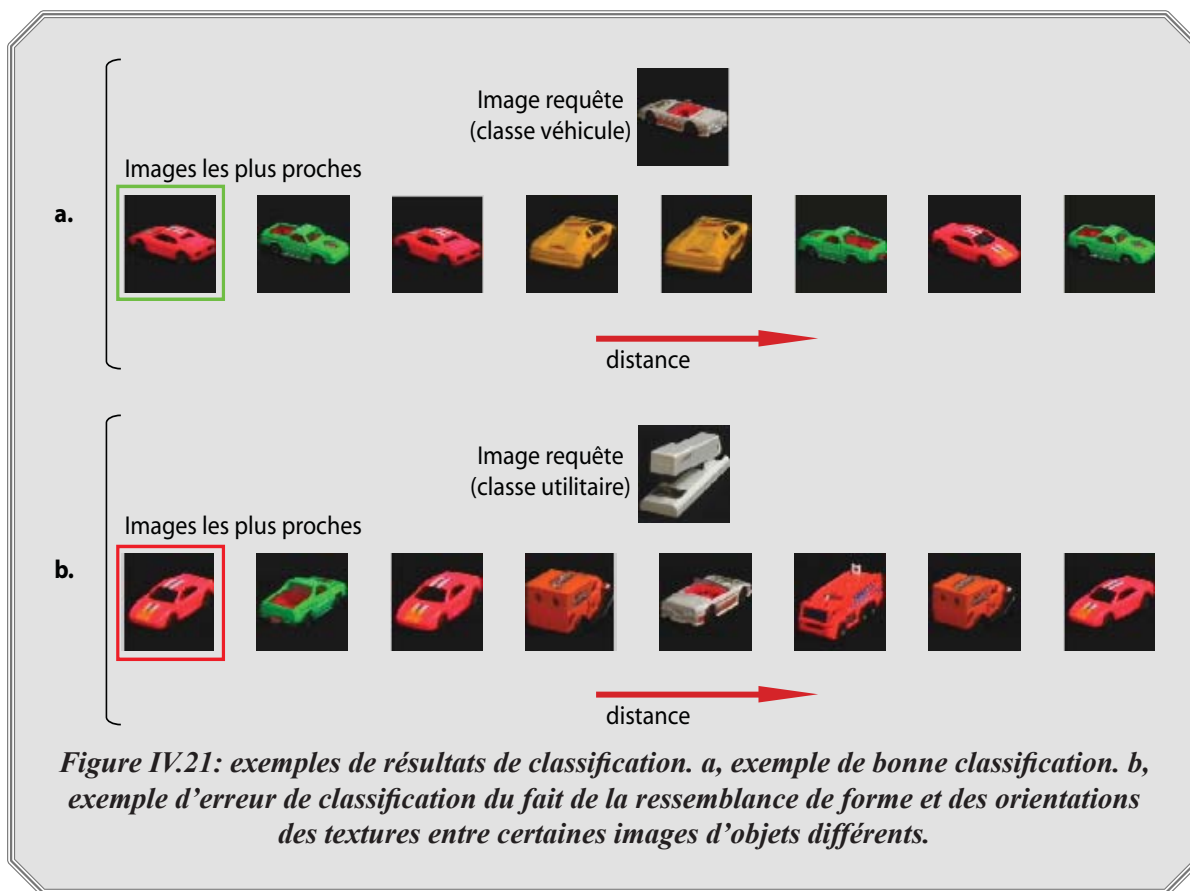 Image requête
(classe véhicule)
Images les plus proches
a.
distance
Image requête
(classe utilitaire)
Images les plus proches
b.
distance
Figure IV.21: exemples de résultats de classification. a, exemple de bonne classification. b,
exemple d'erreur de classification du fait de la ressemblance de forme et des orientations
des textures entre certaines images d'objets différents.